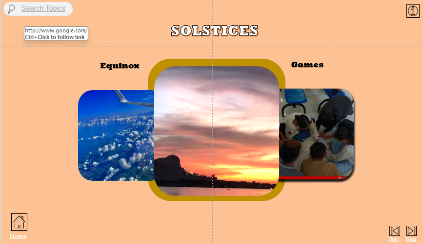 Search Topics
http://www.google.com/
Ctrl+Click to follow link
SOLSTICES
Equinox
Games
Home